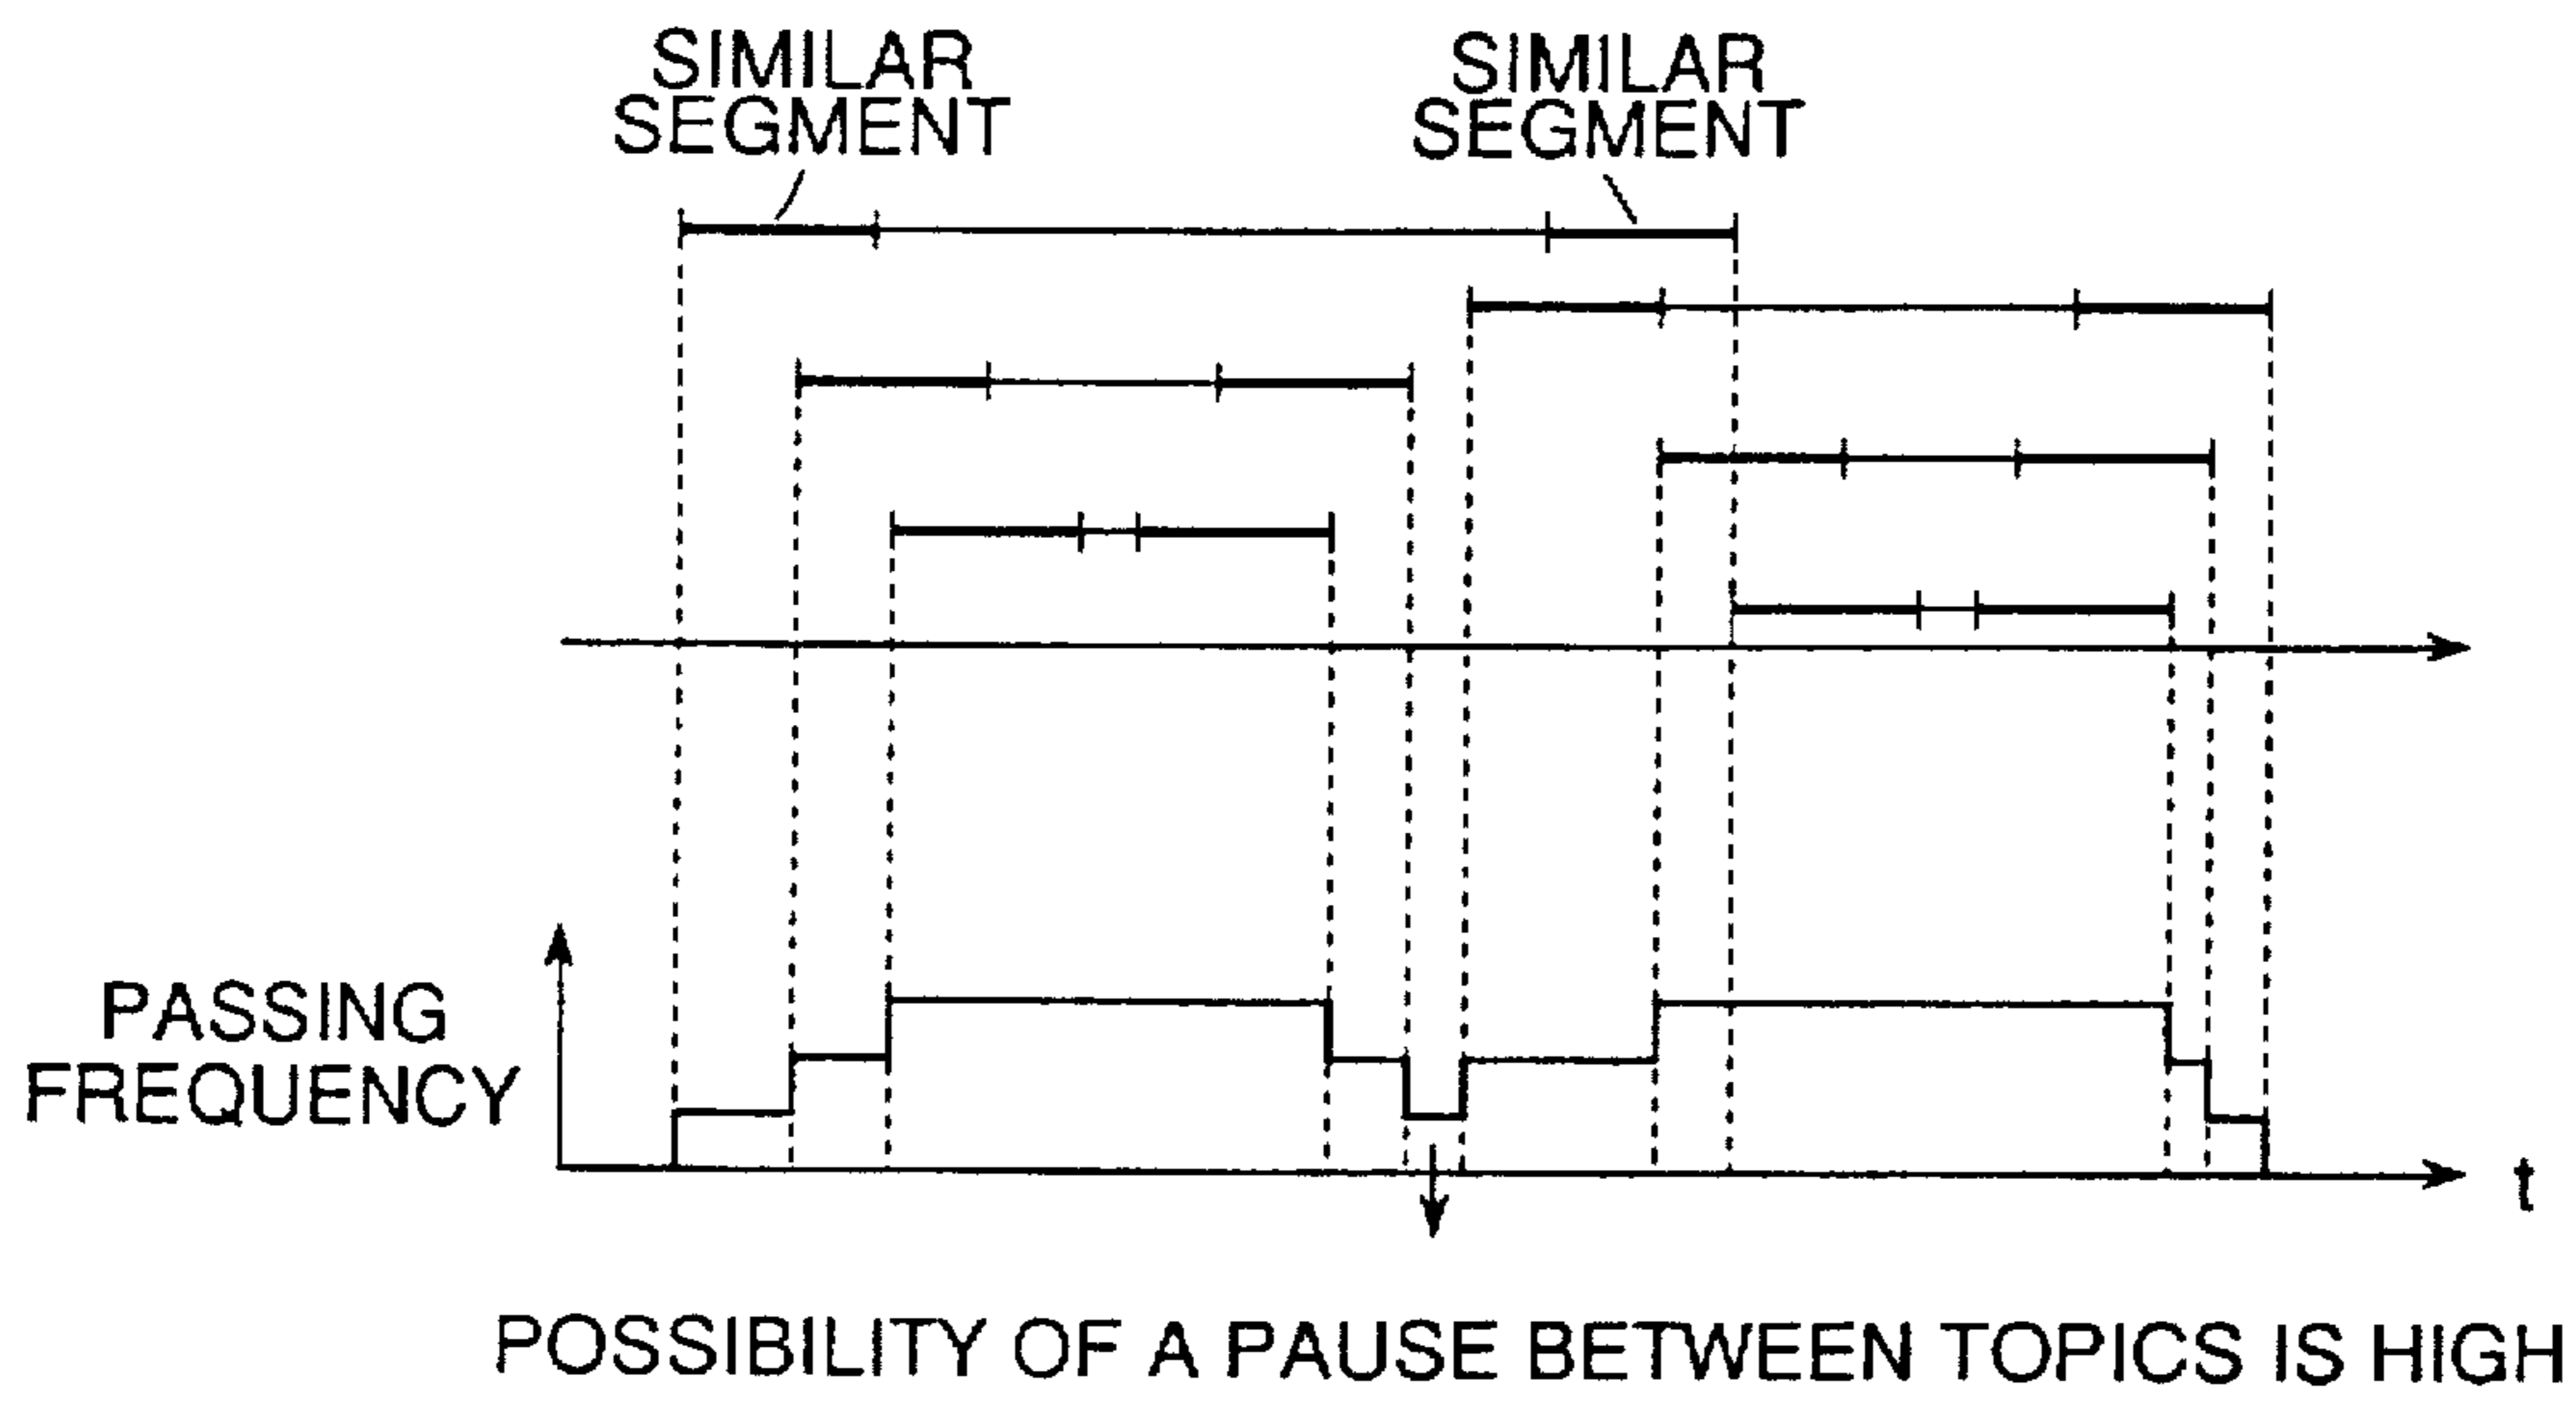 SIMILAR
SEGMENT
SIMILAR
SEGMENT
PASSING
FREQUENCY
t
POSSIBILITY OF A PAUSE BETWEEN TOPICS IS HIGH